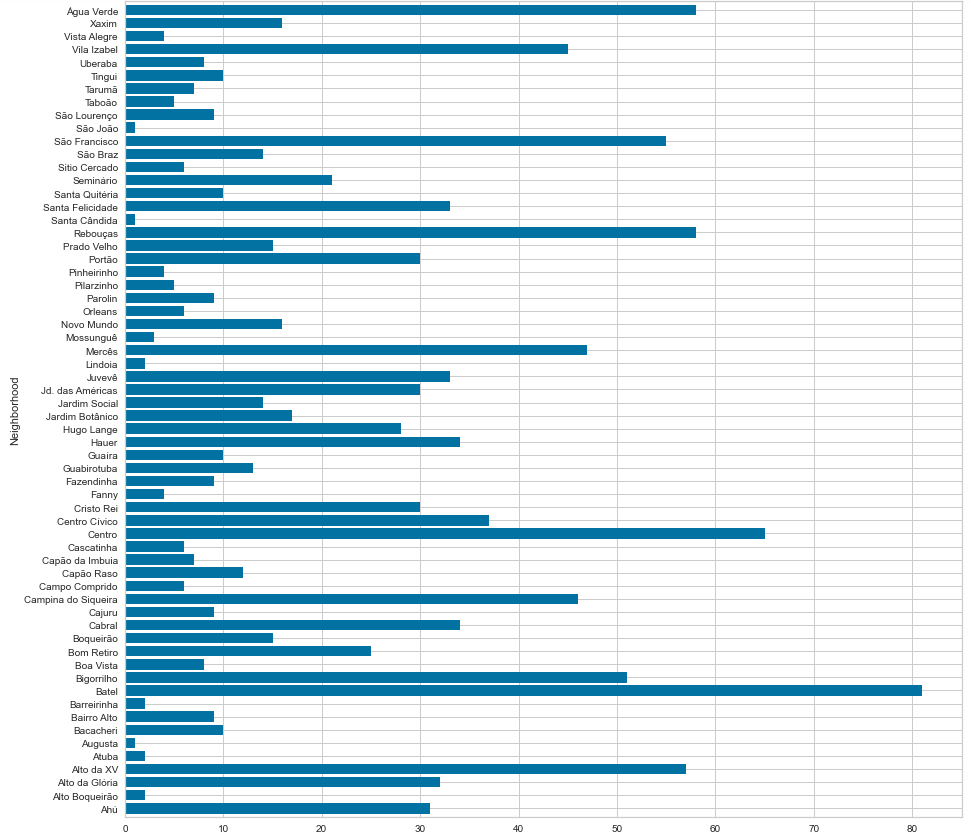 Água Verde
Xaxim
Vista Alegre
Vila Izabel
Uberaba
Tingui
Tarumã
Taboão
São Lourenço
São João
São Francisco
São Braz
Sitio Cercado
Seminário
Santa Quitéria
Santa Felicidade
Santa Cândida
Rebouças
Prado Velho
Portão
Pinheirinho
Pilarzinho
Parolin
Orleans
Novo Mundo
Mossunguê
Mercês
Lindoia
Juvevê
Jd. das Américas
Jardim Social
Jardim Botânico
Hugo Lange
Hauer
Guaira
Guabirotuba
Fazendinha
Fanny
Cristo Rei
Centro Cívico
Centro
Cascatinha
Capão da Imbuia
Capão Raso
Campo Comprido
Campina do Siqueira
Cajuru
Cabral
Boqueirão
Bom Retiro
Boa Vista
Bigorrilho
Batel
Barreirinha
Bairro Alto
Bacacheri
Augusta
Atuba
Alto da XV
Alto da Glória
Alto Boqueirão
Ahú
Neighborhood
0 10 20 30 40 50 60 70 80